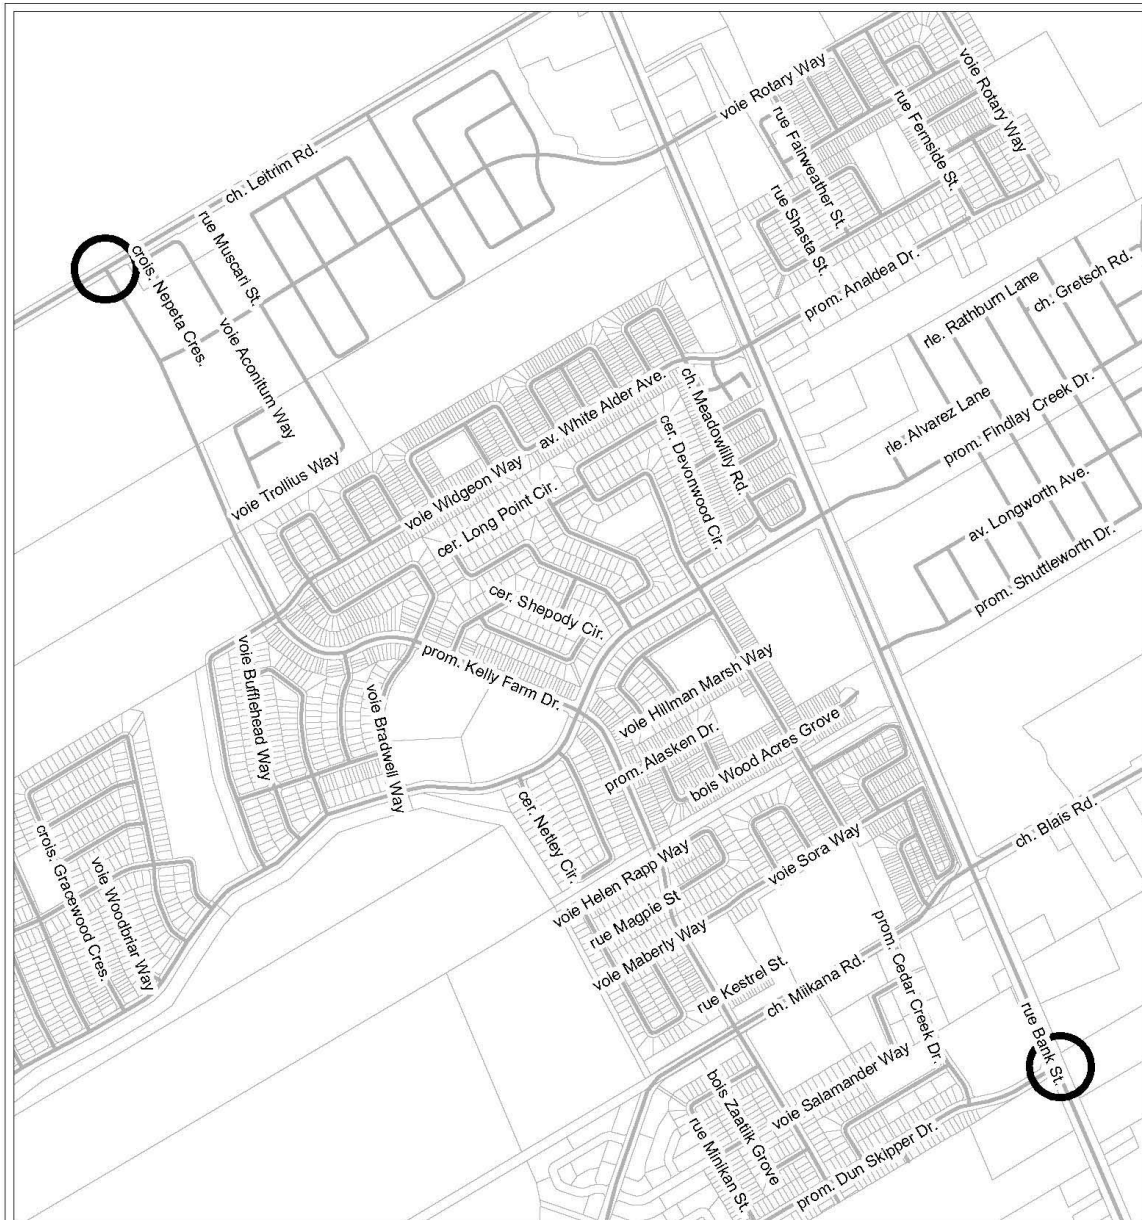 voie Rotary Way
voie Rotary Way
ch. Leitrim Rd.
rue Fernside St.
rue Fairweather St.
rue Muscari St.
rue Shasta St.
crois. Nepeta Cres.
prom. Analdea Dr.
ch. Gretsch Rd.
rle. Rathburn Lane
voie Aconitum Way
av. White Alder Ave.
ch. Meadowlilly Rd.
prom. Findlay Creek Dr.
rle. Alvarez Lane
cer. Devonwood Cir.
voie Trollius Way
voie Widgeon Way
cer. Long Point Cir.
av. Longworth Ave.
prom. Shuttleworth Dr.
cer. Shepody Cir.
voie Bufflehead Way
prom. Kelly Farm Dr.
voie Bradwell Way
voie Hillman Marsh Way
prom. Alasken Dr.
bois Wood Acres Grove
cer. Netley Cir.
ch. Blais Rd.
crois. Gracewood Cres.
voie Woodbriar Way
voie Helen Rapp Way
voie Sora Way
rue Magpie St
voie Maberly Way
prom. Cedar Creek Dr.
rue Kestrel St.
ch. Miikana Rd.
rue Bank St.
bois Zaatiik Grove
voie Salamander Way
rue Minikan St.
prom. Dun Skipper Dr.